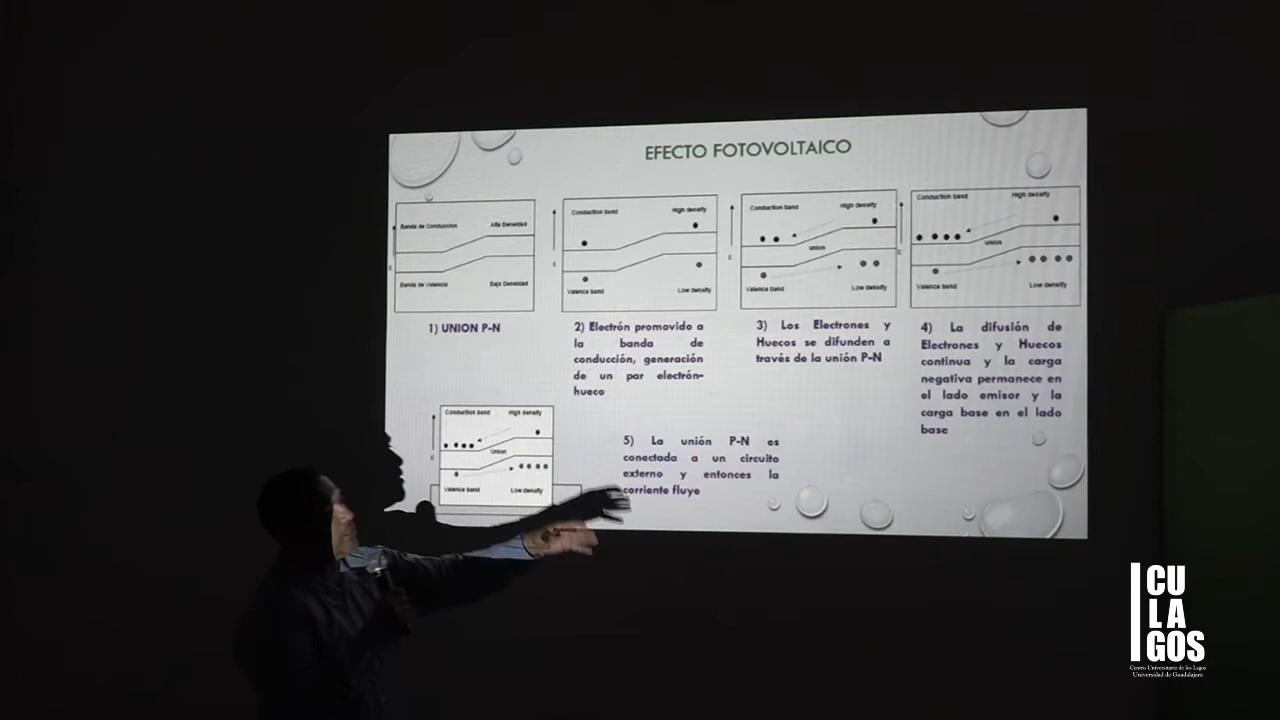 EFECTO FOTOVOLTAICO
Banda de Conduccion
Alta Densidad
E
Banda de Valencia
Baja Densidad
1) UNION P-N
Conduction band
High density
E
Valence band
Low density
2) Electrón promovido a
la banda de
conducción, generación
de un par electrón-
hueco
Conduction band
High density
union
E
Valence band
Low density
3) Los Electrones y
Huecos se difunden a
través de la unión P-N
Conduction band
High density
union
E
Valence band
Low density
4) La difusión de
Electrones y Huecos
continua y la carga
negativa permanece en
el lado emisor y la
carga base en el lado
base
Conduction band
High density
Union
E
Valence band
Low density
5) La unión P-N es
conectada a un circuito
externo y entonces la
corriente fluye
CU
LA
GOS
Centro Universitario de los Lagos
Universidad de Guadalajara